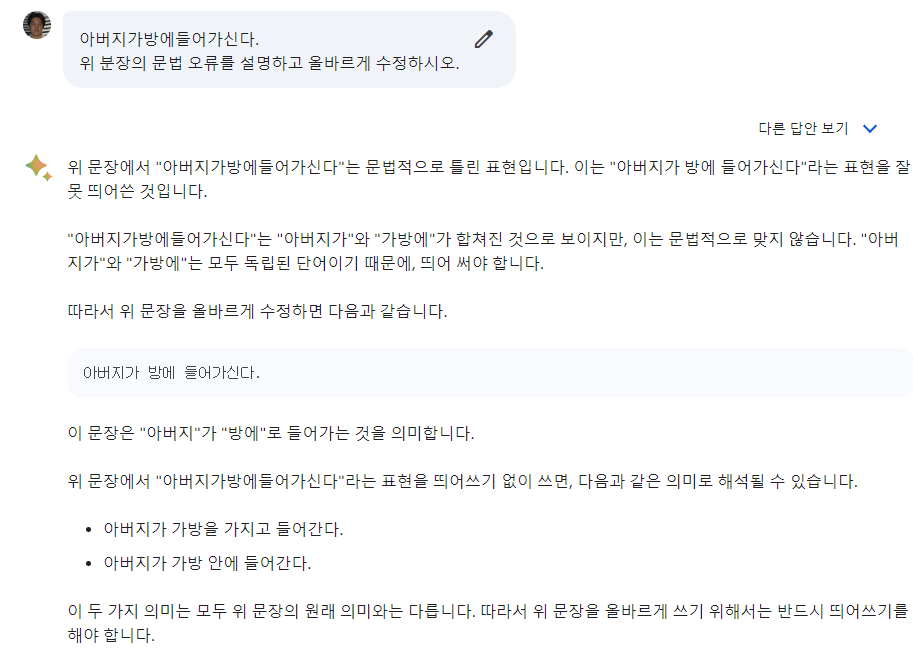 아버지가방에들어가신다.
위 분장의 문법 오류를 설명하고 올바르게 수정하시오.
다른 답안 보기
위 문장에서 "아버지가방에들어가신다"는 문법적으로 틀린 표현입니다. 이는 "아버지가 방에 들어가신다"라는 표현을 잘
못 띄어쓴 것입니다.
"아버지가방에들어가신다"는 "아버지가"와 "가방에"가 합쳐진 것으로 보이지만, 이는 문법적으로 맞지 않습니다. "아버
지가"와 "가방에"는 모두 독립된 단어이기 때문에, 띄어 써야 합니다.
따라서 위 문장을 올바르게 수정하면 다음과 같습니다.
아버지가 방에 들어가신다.
이 문장은 "아버지"가 "방에"로 들어가는 것을 의미합니다.
위 문장에서 "아버지가방에들어가신다"라는 표현을 띄어쓰기 없이 쓰면, 다음과 같은 의미로 해석될 수 있습니다.
• 아버지가 가방을 가지고 들어간다.
• 아버지가 가방 안에 들어간다.
이 두 가지 의미는 모두 위 문장의 원래 의미와는 다릅니다. 따라서 위 문장을 올바르게 쓰기 위해서는 반드시 띄어쓰기를
해야 합니다.